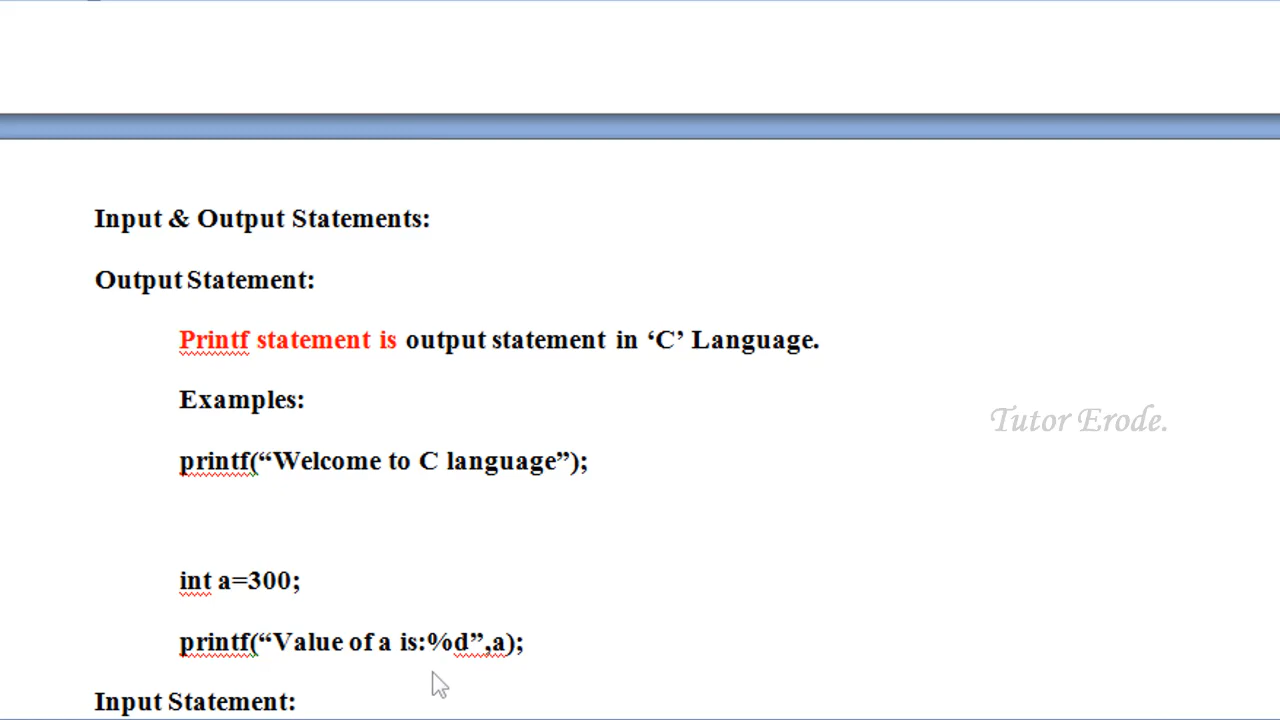 Input & Output Statements:
Output Statement:
Printf statement is output statement in ‘C’ Language.
Examples:
Tutor Erode.
printf(“Welcome to C language”);
int a=300;
printf(“Value of a is:%d”,a);
Input Statement: